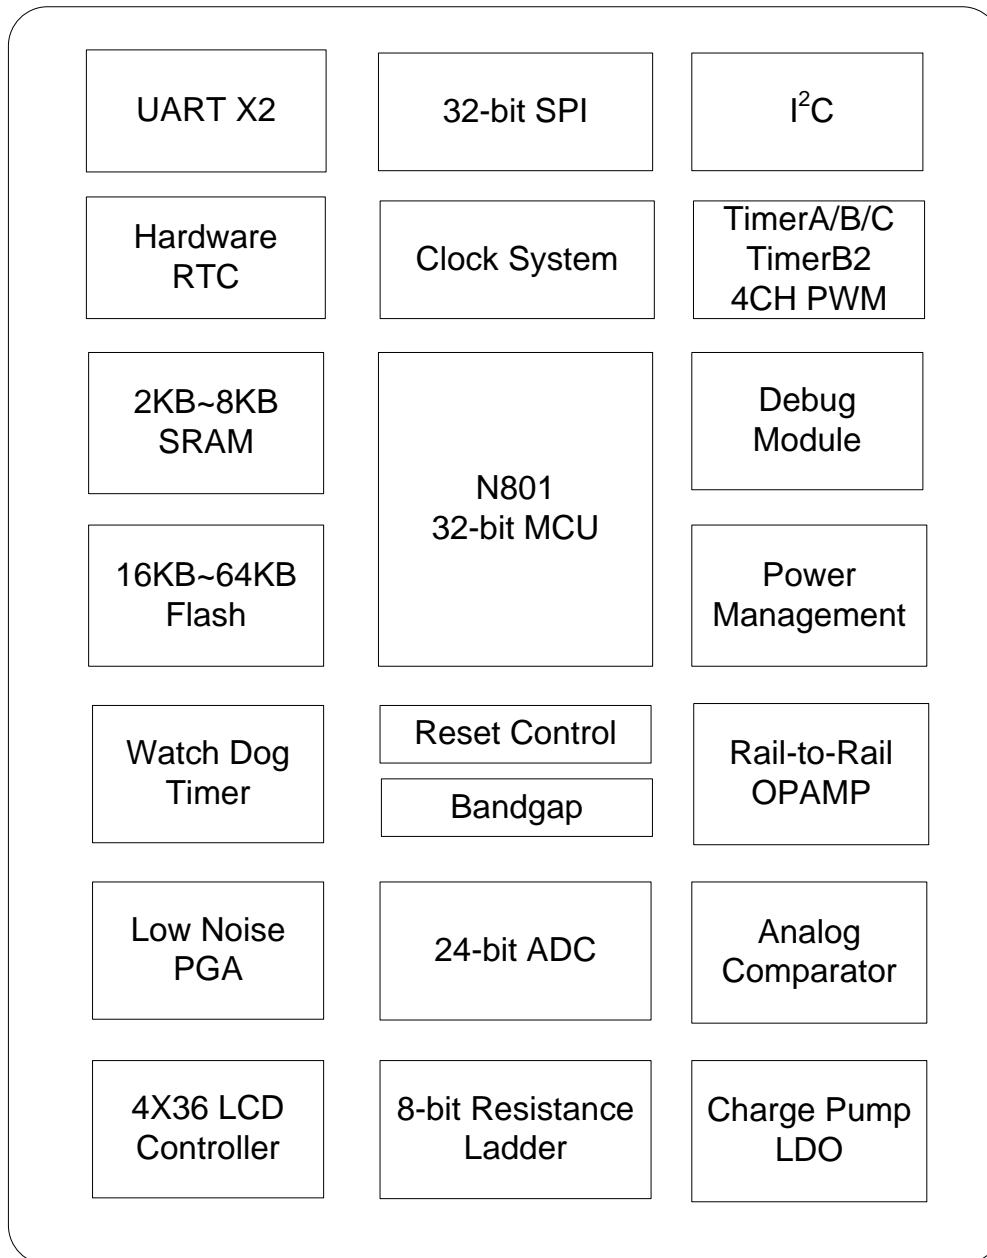 UART X2
32-bit SPI
I²C
Hardware
RTC
Clock System
TimerA/B/C
TimerB2
4CH PWM
2KB~8KB
SRAM
N801
32-bit MCU
Debug
Module
16KB~64KB
Flash
Power
Management
Watch Dog
Timer
Reset Control
Bandgap
Rail-to-Rail
OPAMP
Low Noise
PGA
24-bit ADC
Analog
Comparator
4X36 LCD
Controller
8-bit Resistance
Ladder
Charge Pump
LDO